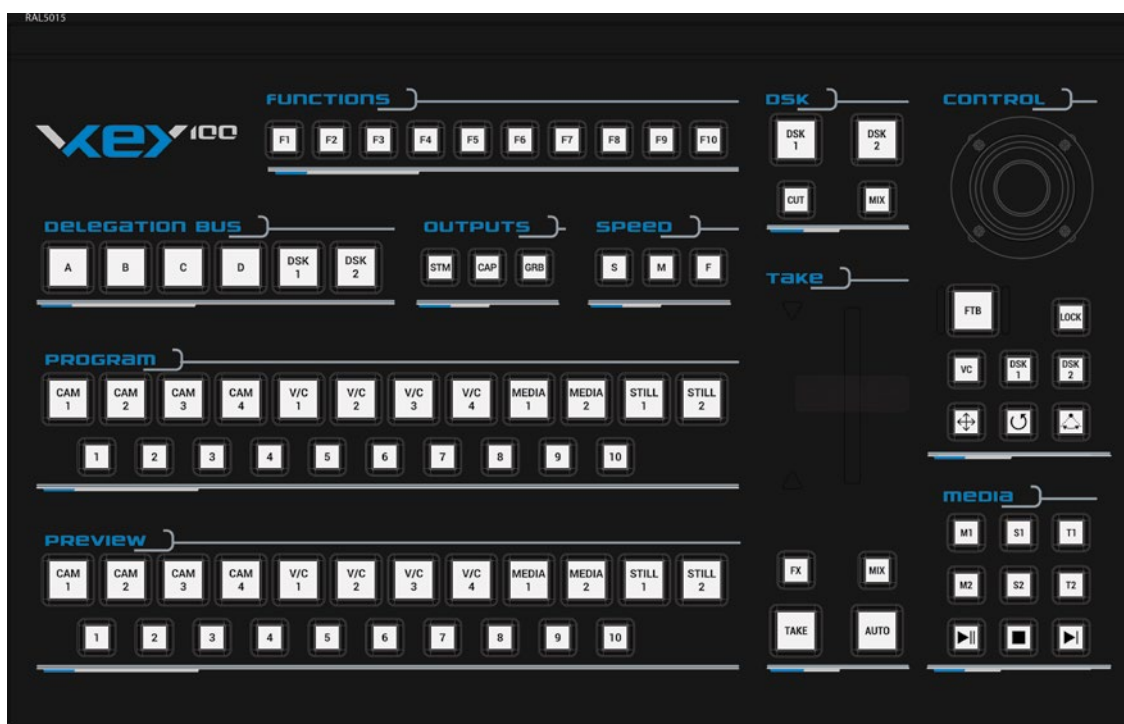 RAL5015
FUNCTIONS
DSK
CONTROL
vKey100
F1 F2 F3 F4 F5 F6 F7 F8 F9 F10
DSK 1
DSK 2
CUT MIX
DELEGATION BUS
OUTPUTS
SPEED
A B C D DSK 1 DSK 2
STM CAP GRB
S M F
TAKE
FTB
LOCK
VC DSK 1 DSK 2
PROGRAM
CAM 1 CAM 2 CAM 3 CAM 4 V/C 1 V/C 2 V/C 3 V/C 4 MEDIA 1 MEDIA 2 STILL 1 STILL 2
1 2 3 4 5 6 7 8 9 10
MEDIA
M1 S1 T1
M2 S2 T2
PREVIEW
CAM 1 CAM 2 CAM 3 CAM 4 V/C 1 V/C 2 V/C 3 V/C 4 MEDIA 1 MEDIA 2 STILL 1 STILL 2
1 2 3 4 5 6 7 8 9 10
FX MIX
TAKE AUTO